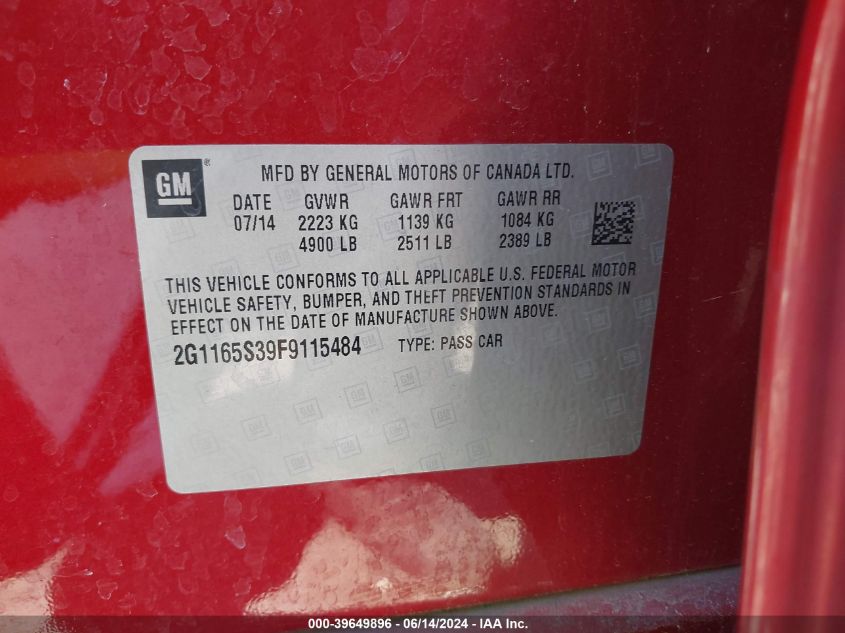 GM ®
MFD BY GENERAL MOTORS OF CANADA LTD.
DATE GVWR GAWR FRT GAWR RR
07/14 2223 KG 1139 KG 1084 KG
4900 LB 2511 LB 2389 LB
THIS VEHICLE CONFORMS TO ALL APPLICABLE U.S. FEDERAL MOTOR
VEHICLE SAFETY, BUMPER, AND THEFT PREVENTION STANDARDS IN
EFFECT ON THE DATE OF MANUFACTURE SHOWN ABOVE.
2G1165S39F9115484 TYPE: PASS CAR
000-39649896 - 06/14/2024 - IAA Inc.